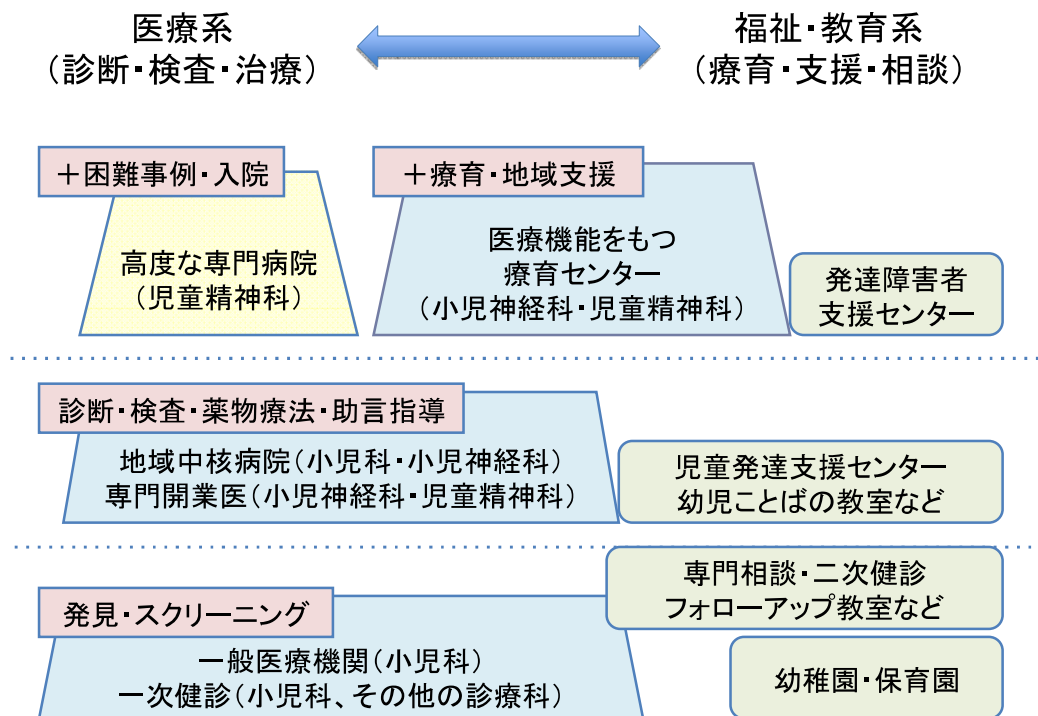 医療系
（診断・検査・治療）
福祉・教育系
（療育・支援・相談）
＋困難事例・入院
高度な専門病院
（児童精神科）
＋療育・地域支援
医療機能をもつ
療育センター
（小児神経科・児童精神科）
発達障害者
支援センター
診断・検査・薬物療法・助言指導
地域中核病院（小児科・小児神経科）
専門開業医（小児神経科・児童精神科）
児童発達支援センター
幼児ことばの教室など
専門相談・二次健診
フォローアップ教室など
発見・スクリーニング
一般医療機関（小児科）
一次健診（小児科、その他の診療科）
幼稚園・保育園